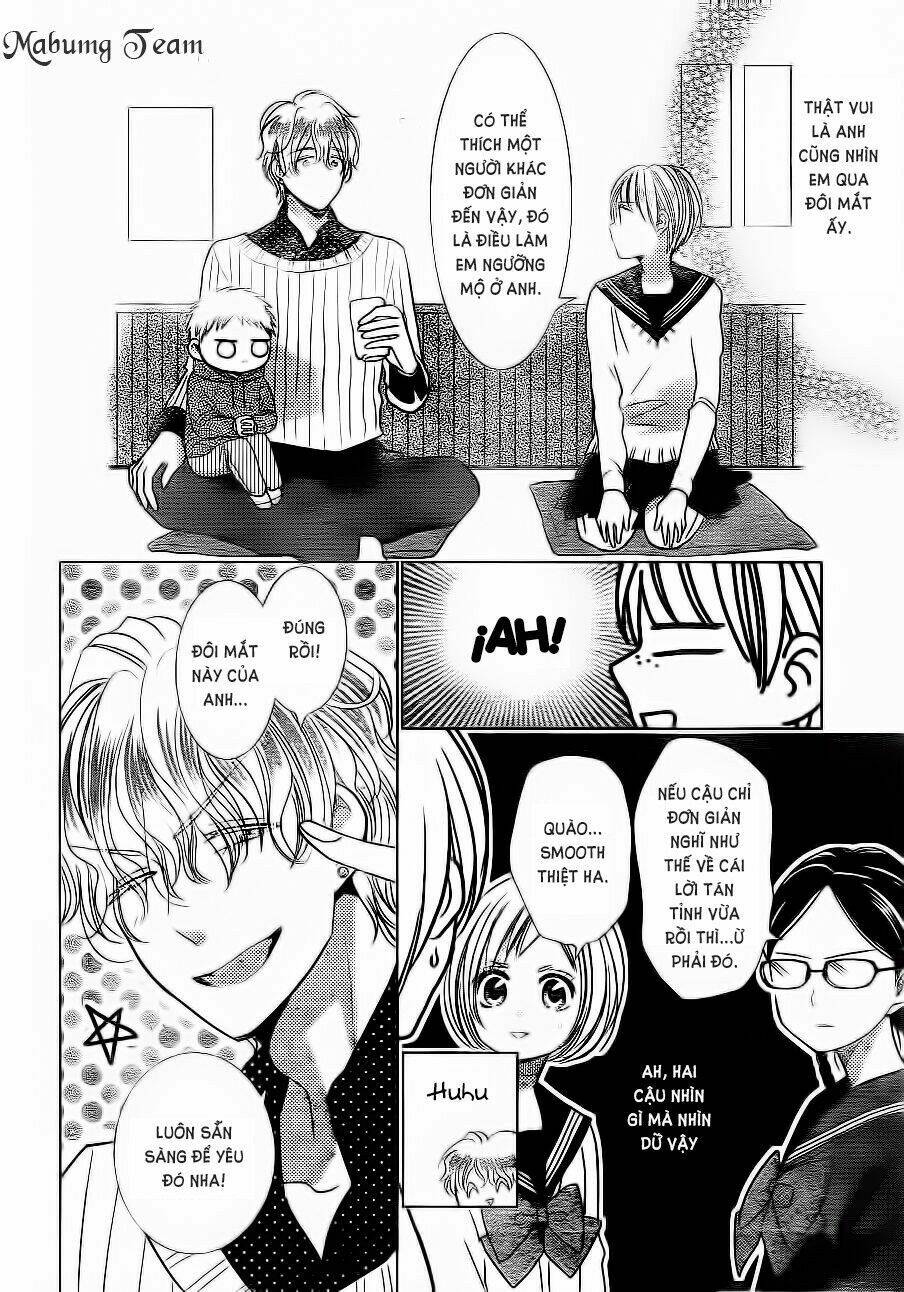 Mabumg Team
THẬT VUI
LÀ ANH
CŨNG NHÌN
EM QUA
ĐÔI MẮT
ẤY.
CÓ THỂ
THÍCH MỘT
NGƯỜI KHÁC
ĐƠN GIẢN
ĐẾN VẬY, ĐÓ
LÀ ĐIỀU LÀM
EM NGƯỠNG
MỘ Ở ANH.
¡AH!
ĐÚNG
RỒI!
ĐÔI MẮT
NÀY CỦA
ANH...
LUÔN SẴN
SÀNG ĐỂ YÊU
ĐÓ NHA!
NẾU CẬU CHỈ
ĐƠN GIẢN
NGHĨ NHƯ
THẾ VỀ CÁI
LỜI TÁN
TỈNH VỪA
RỒI THÌ...Ừ
PHẢI ĐÓ.
QUÀO...
SMOOTH
THIỆT HA.
AH, HAI
CẬU NHÌN
GÌ MÀ NHÌN
DỮ VẬY
Huhu